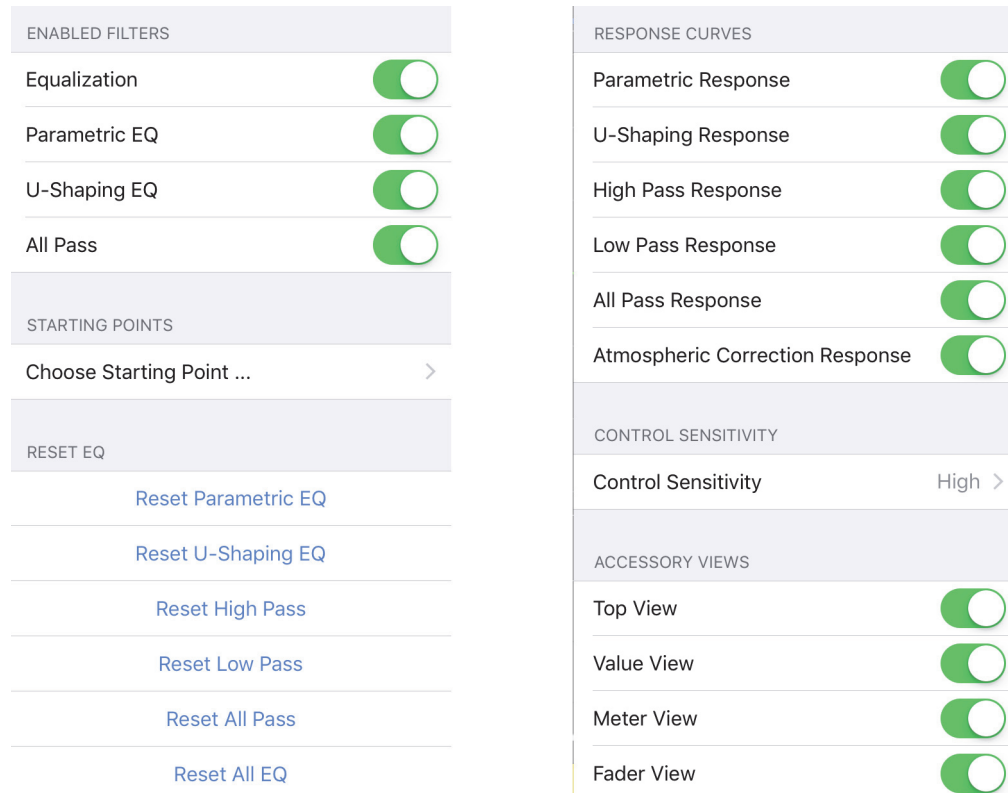 ENABLED FILTERS
Equalization
Parametric EQ
U-Shaping EQ
All Pass
STARTING POINTS
Choose Starting Point ...
RESET EQ
Reset Parametric EQ
Reset U-Shaping EQ
Reset High Pass
Reset Low Pass
Reset All Pass
Reset All EQ
RESPONSE CURVES
Parametric Response
U-Shaping Response
High Pass Response
Low Pass Response
All Pass Response
Atmospheric Correction Response
CONTROL SENSITIVITY
Control Sensitivity High
ACCESSORY VIEWS
Top View
Value View
Meter View
Fader View